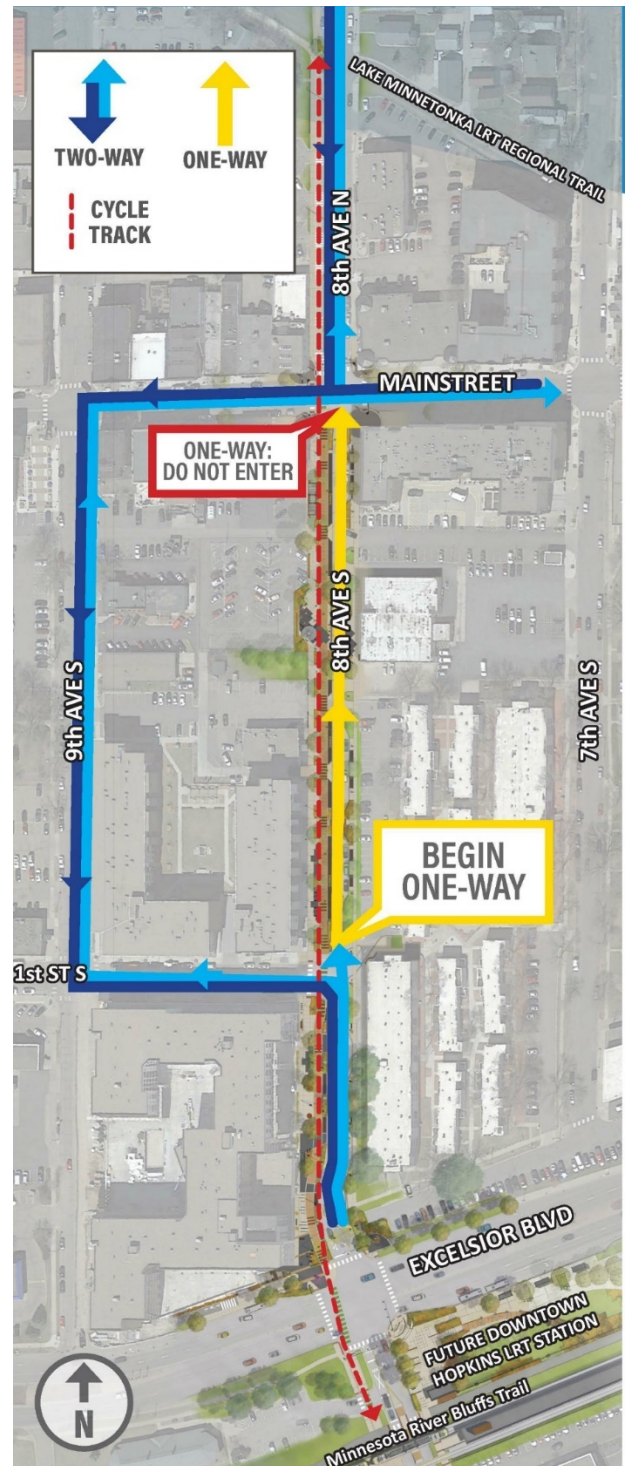 TWO-WAY
ONE-WAY
CYCLE
TRACK
LAKE MINNETONKA LRT REGIONAL TRAIL
8th AVE N
MAINSTREET
ONE-WAY:
DO NOT ENTER
8th AVE S
9th AVE S
7th AVE S
BEGIN
ONE-WAY
1st ST S
EXCELSIOR BLVD
FUTURE DOWNTOWN
HOPKINS LRT STATION
Minnesota River Bluffs Trail
N